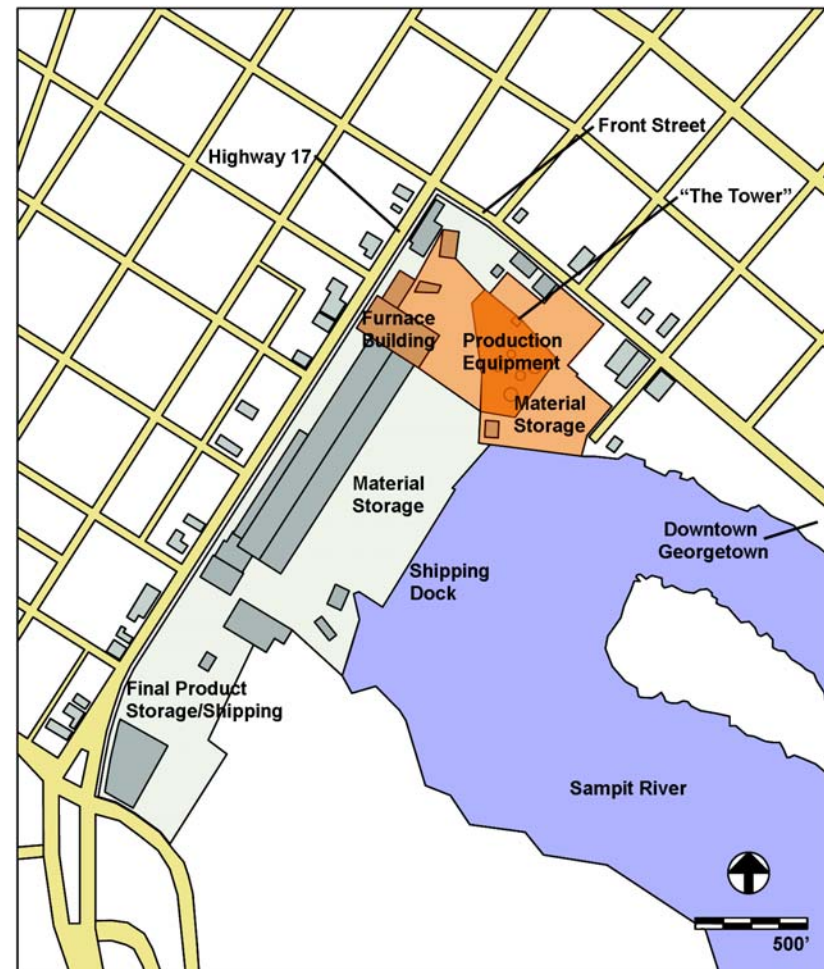 Front Street
Highway 17
“The Tower”
Furnace
Building
Production
Equipment
Material
Storage
Material
Storage
Downtown
Georgetown
Shipping
Dock
Final Product
Storage/Shipping
Sampit River
500’